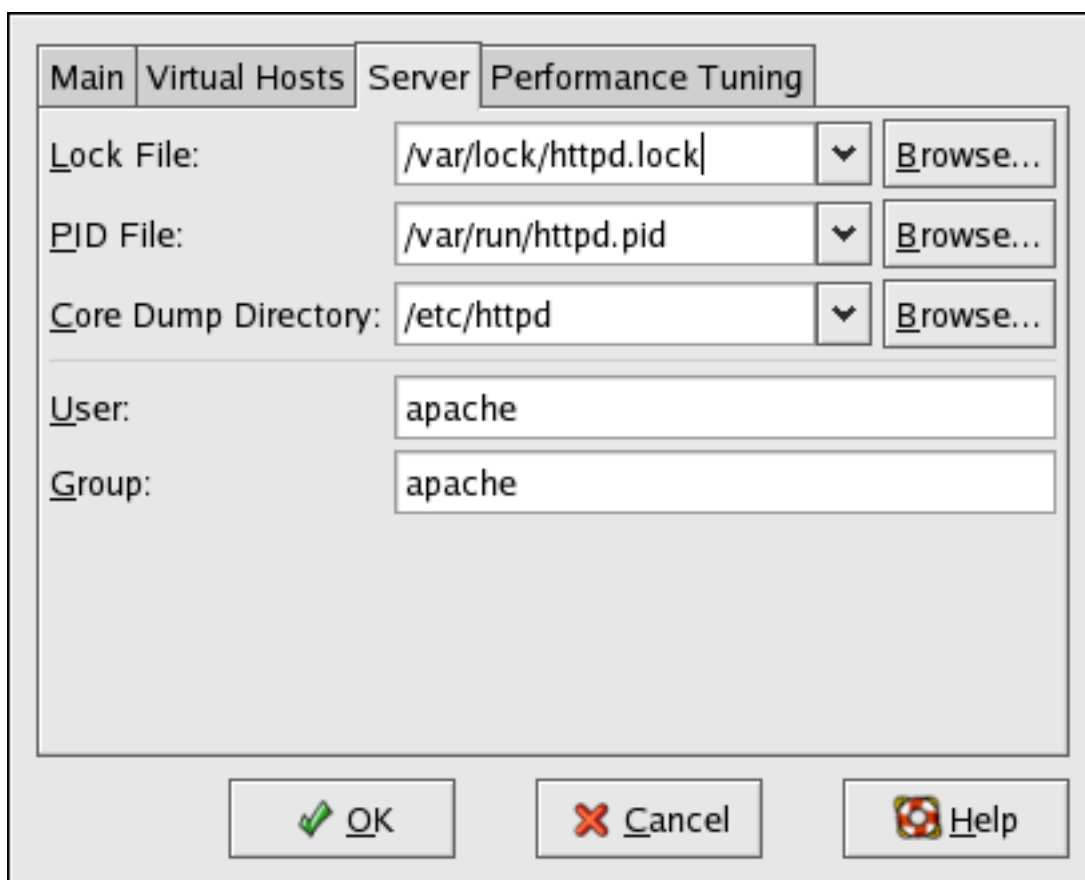 Main Virtual Hosts Server Performance Tuning
Lock File: /var/lock/httpd.lock Browse...
PID File: /var/run/httpd.pid Browse...
Core Dump Directory: /etc/httpd Browse...
User: apache
Group: apache
OK Cancel Help